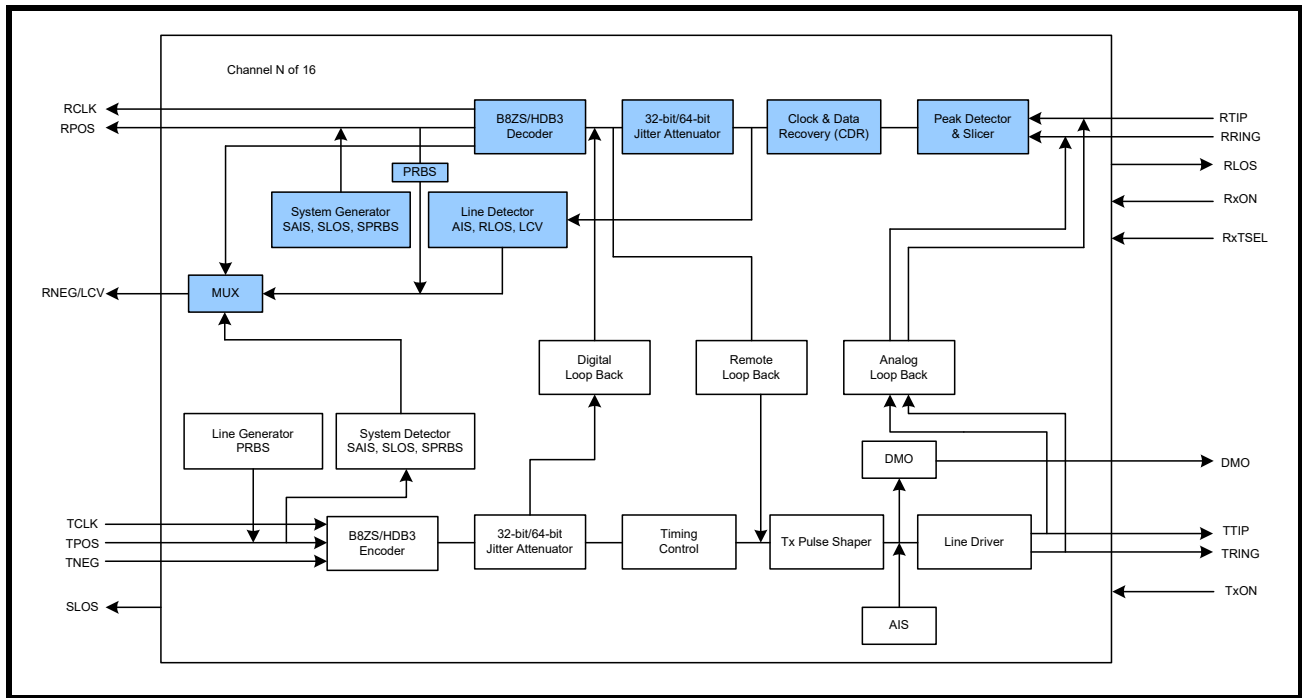 Channel N of 16
RCLK
RPOS
B8ZS/HDB3
Decoder
32-bit/64-bit
Jitter Attenuator
Clock & Data
Recovery (CDR)
Peak Detector
& Slicer
RTIP
RRING
RLOS
PRBS
System Generator
SAIS, SLOS, SPRBS
Line Detector
AIS, RLOS, LCV
RxON
RxTSEL
RNEG/LCV
MUX
Digital
Loop Back
Remote
Loop Back
Analog
Loop Back
Line Generator
PRBS
System Detector
SAIS, SLOS, SPRBS
DMO
DMO
TCLK
TPOS
TNEG
B8ZS/HDB3
Encoder
32-bit/64-bit
Jitter Attenuator
Timing
Control
Tx Pulse Shaper
Line Driver
TTIP
TRING
TxON
SLOS
AIS